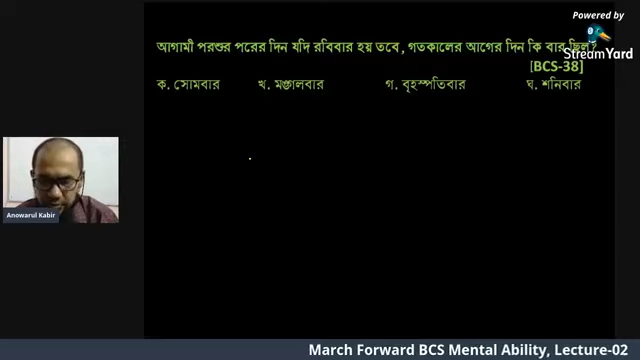 Powered by
StreamYard
আগামী পরশুর পরের দিন যদি রবিবার হয় তবে, গতকালের আগের দিন কি বার ছিল?
[BCS-38]
ক. সোমবার খ. মঙ্গলবার গ. বৃহস্পতিবার ঘ. শনিবার
Anowarul Kabir
March Forward BCS Mental Ability, Lecture-02